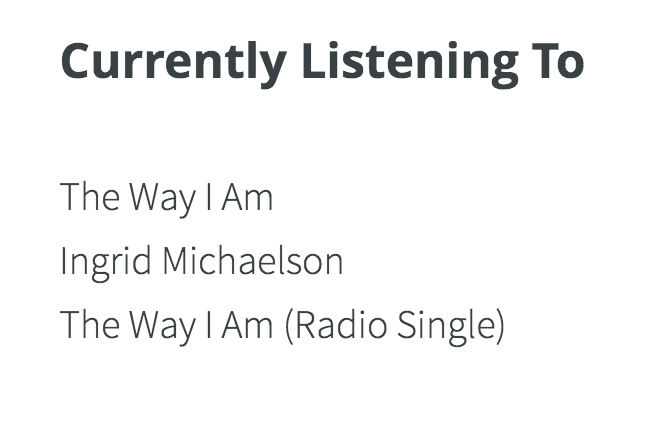 Currently Listening To
The Way I Am
Ingrid Michaelson
The Way I Am (Radio Single)